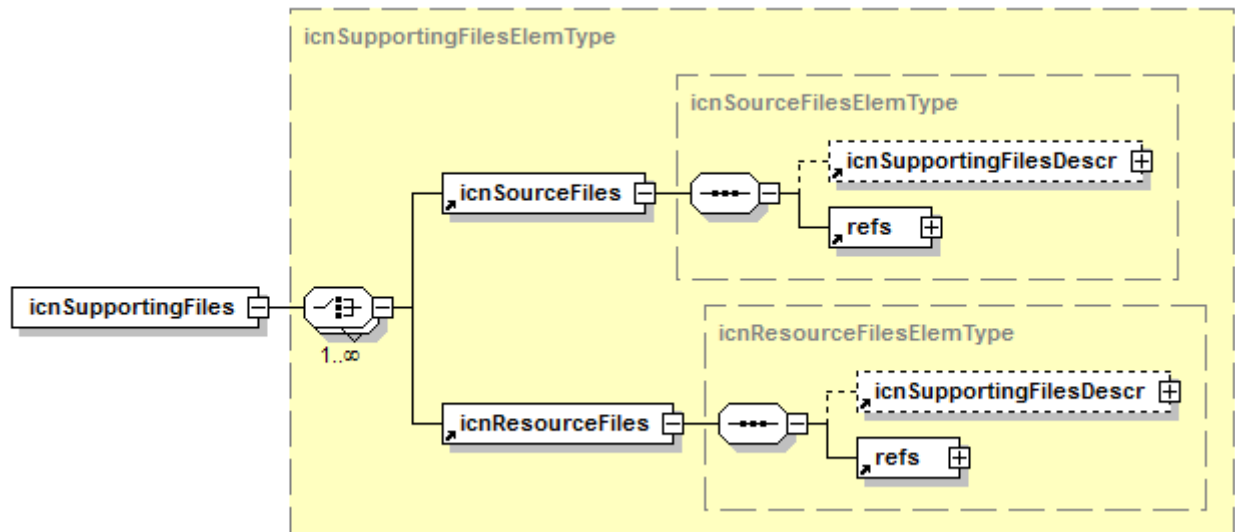 icnSupportingFilesElemType
icnSourceFilesElemType
icnSupportingFilesDescr
icnSourceFiles
refs
icnSupportingFiles
1..∞
icnResourceFilesElemType
icnSupportingFilesDescr
icnResourceFiles
refs